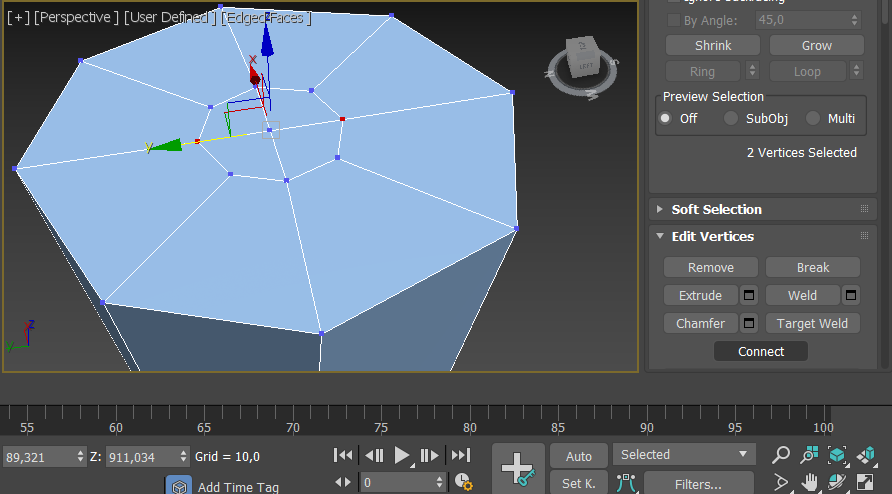 [ + ] [Perspective ] [User Defined ] [Edged Faces ]
z
x
y
N
S
W
LEFT
z
y
By Angle: 45,0
Shrink Grow
Ring Loop
Preview Selection
Off SubObj Multi
2 Vertices Selected
Soft Selection
Edit Vertices
Remove Break
Extrude Weld
Chamfer Target Weld
Connect
55 60 65 70 75 80 85 90 95 100
89,321 Z: 911,034 Grid = 10,0
Auto Selected
Add Time Tag 0 Set K. Filters...